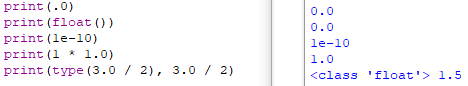 print(.0)
print(float())
print(1e-10)
print(1 * 1.0)
print(type(3.0 / 2), 3.0 / 2)
0.0
0.0
1e-10
1.0
<class 'float'> 1.5